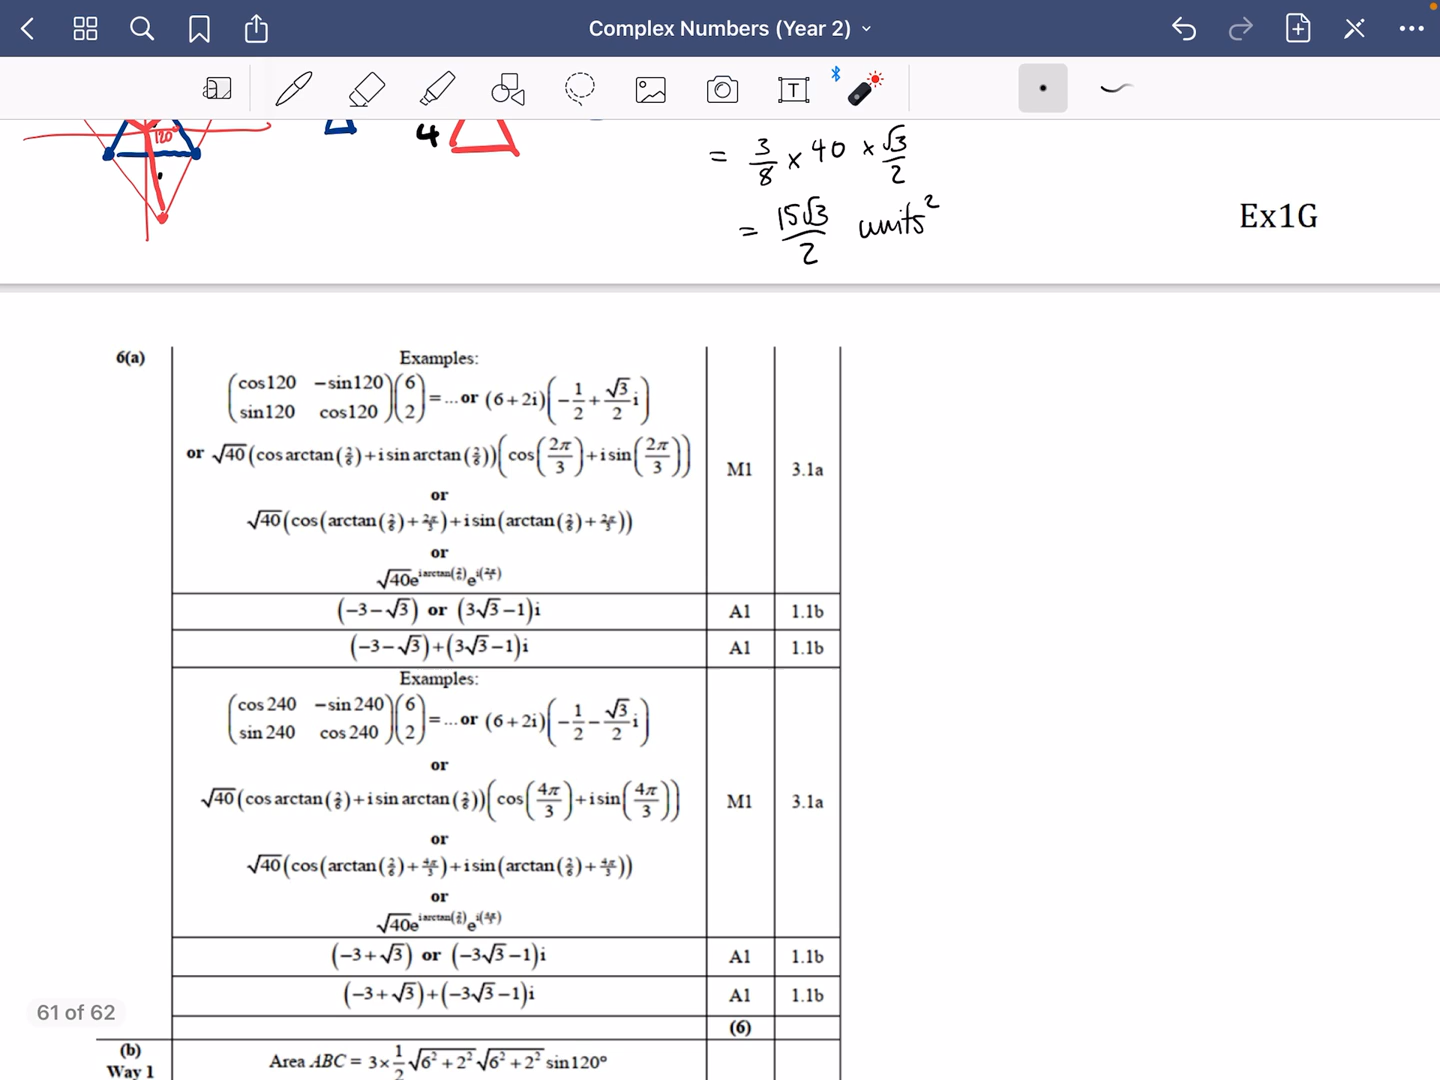 Complex Numbers (Year 2)
T
120
4
= 3/8 × 40 × √3/2
= 15√3/2 units²
Ex1G
6(a)
Examples:
(cos120 −sin120 / sin120 cos120)(6 / 2) = ... or (6+2i)(−1/2 + √3/2 i)
or √40(cos arctan(2/6)+i sin arctan(2/6))(cos(2π/3)+i sin(2π/3))
M1 3.1a
or
√40(cos(arctan(2/6)+2π/3)+i sin(arctan(2/6)+2π/3))
or
√40e^{i arctan(2/6)}e^{i(2π/3)}
(−3−√3) or (3√3−1)i A1 1.1b
(−3−√3)+(3√3−1)i A1 1.1b
Examples:
(cos 240 −sin 240 / sin 240 cos 240)(6 / 2) = ... or (6+2i)(−1/2 − √3/2 i)
or
√40(cos arctan(2/6)+i sin arctan(2/6))(cos(4π/3)+i sin(4π/3)) M1 3.1a
or
√40(cos(arctan(2/6)+4π/3)+i sin(arctan(2/6)+4π/3))
or
√40e^{i arctan(2/6)}e^{i(4π/3)}
(−3+√3) or (−3√3−1)i A1 1.1b
(−3+√3)+(−3√3−1)i A1 1.1b
61 of 62
(6)
(b)
Way 1
Area ABC = 3×1/2 √6²+2² √6²+2² sin120°